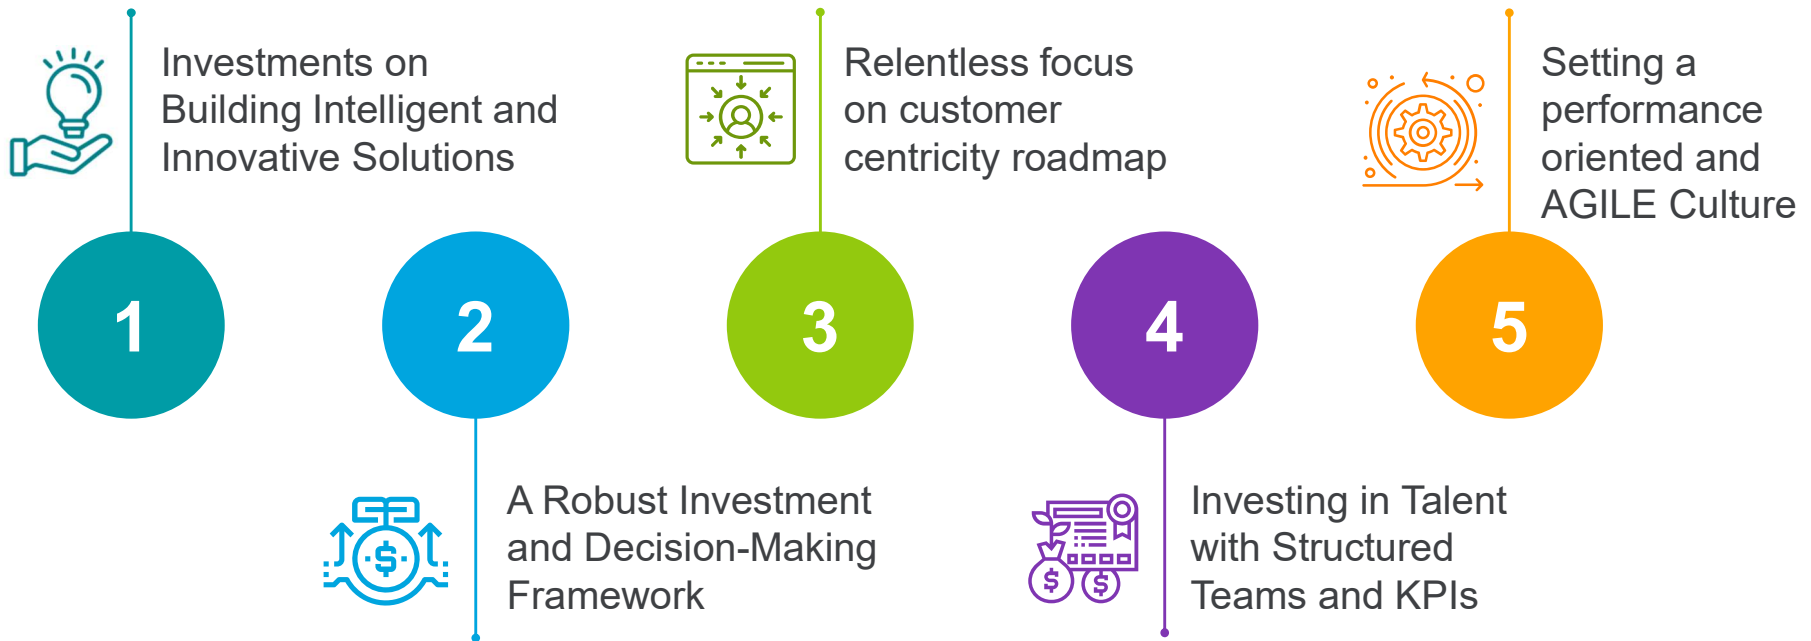 Investments on
Building Intelligent and
Innovative Solutions
Relentless focus
on customer
centricity roadmap
Setting a
performance
oriented and
AGILE Culture
1
2
3
4
5
A Robust Investment
and Decision-Making
Framework
Investing in Talent
with Structured
Teams and KPIs
$
$
$